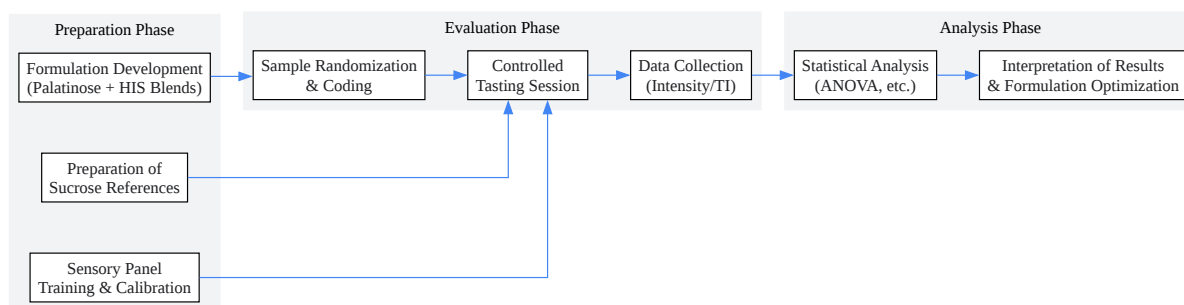 Preparation Phase
Formulation Development
(Palatinose + HIS Blends)
Preparation of
Sucrose References
Sensory Panel
Training & Calibration
Evaluation Phase
Sample Randomization
& Coding
Controlled
Tasting Session
Data Collection
(Intensity/TI)
Analysis Phase
Statistical Analysis
(ANOVA, etc.)
Interpretation of Results
& Formulation Optimization